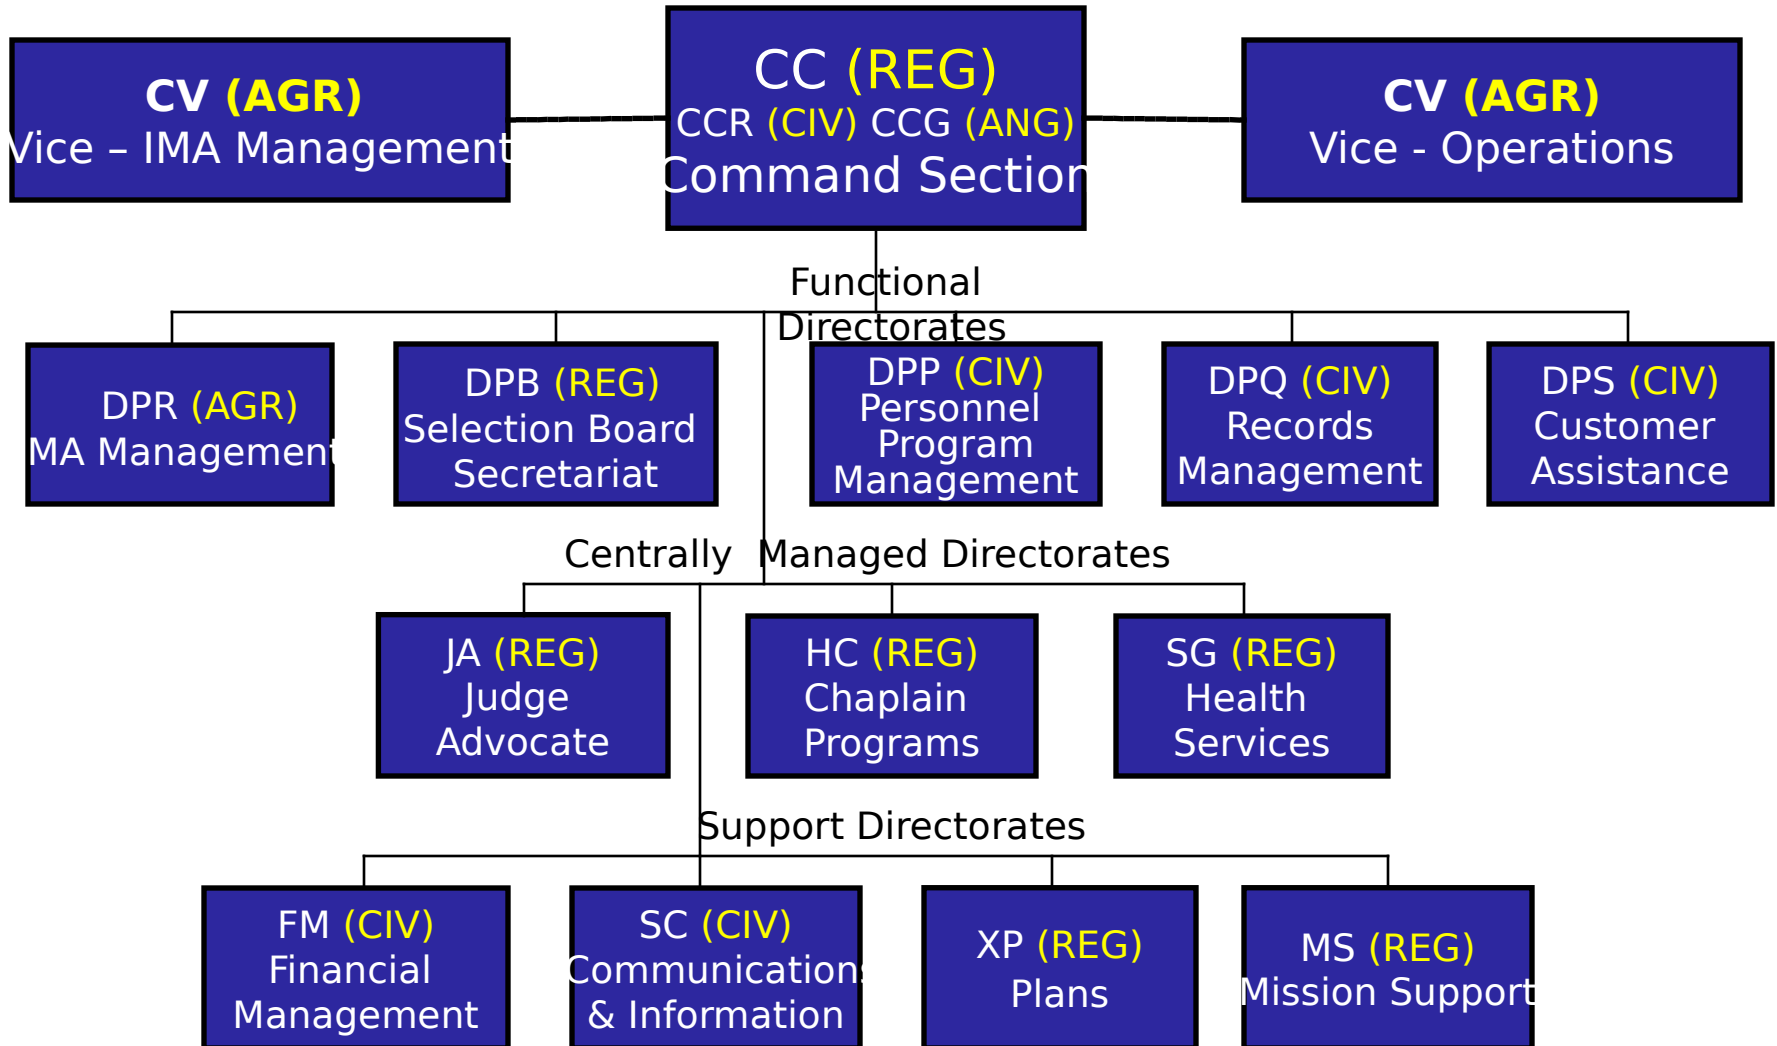 CV (AGR)
Vice – IMA Management
CC (REG)
CCR (CIV) CCG (ANG)
Command Section
CV (AGR)
Vice - Operations
Functional
Directorates
DPR (AGR)
MA Management
DPB (REG)
Selection Board
Secretariat
DPP (CIV)
Personnel
Program
Management
DPQ (CIV)
Records
Management
DPS (CIV)
Customer
Assistance
Centrally Managed Directorates
JA (REG)
Judge
Advocate
HC (REG)
Chaplain
Programs
SG (REG)
Health
Services
Support Directorates
FM (CIV)
Financial
Management
SC (CIV)
Communications
& Information
XP (REG)
Plans
MS (REG)
Mission Support